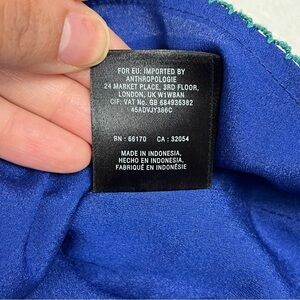 FOR EU: IMPORTED BY
ANTHROPOLOGIE
24 MARKET PLACE, 3RD FLOOR,
LONDON, UK W1W8AN
CIF: VAT No. GB 684935382
45ADVJY386C
RN : 66170 CA : 32054
MADE IN INDONESIA,
HECHO EN INDONESIA,
FABRIQUÉ EN INDONÉSIE